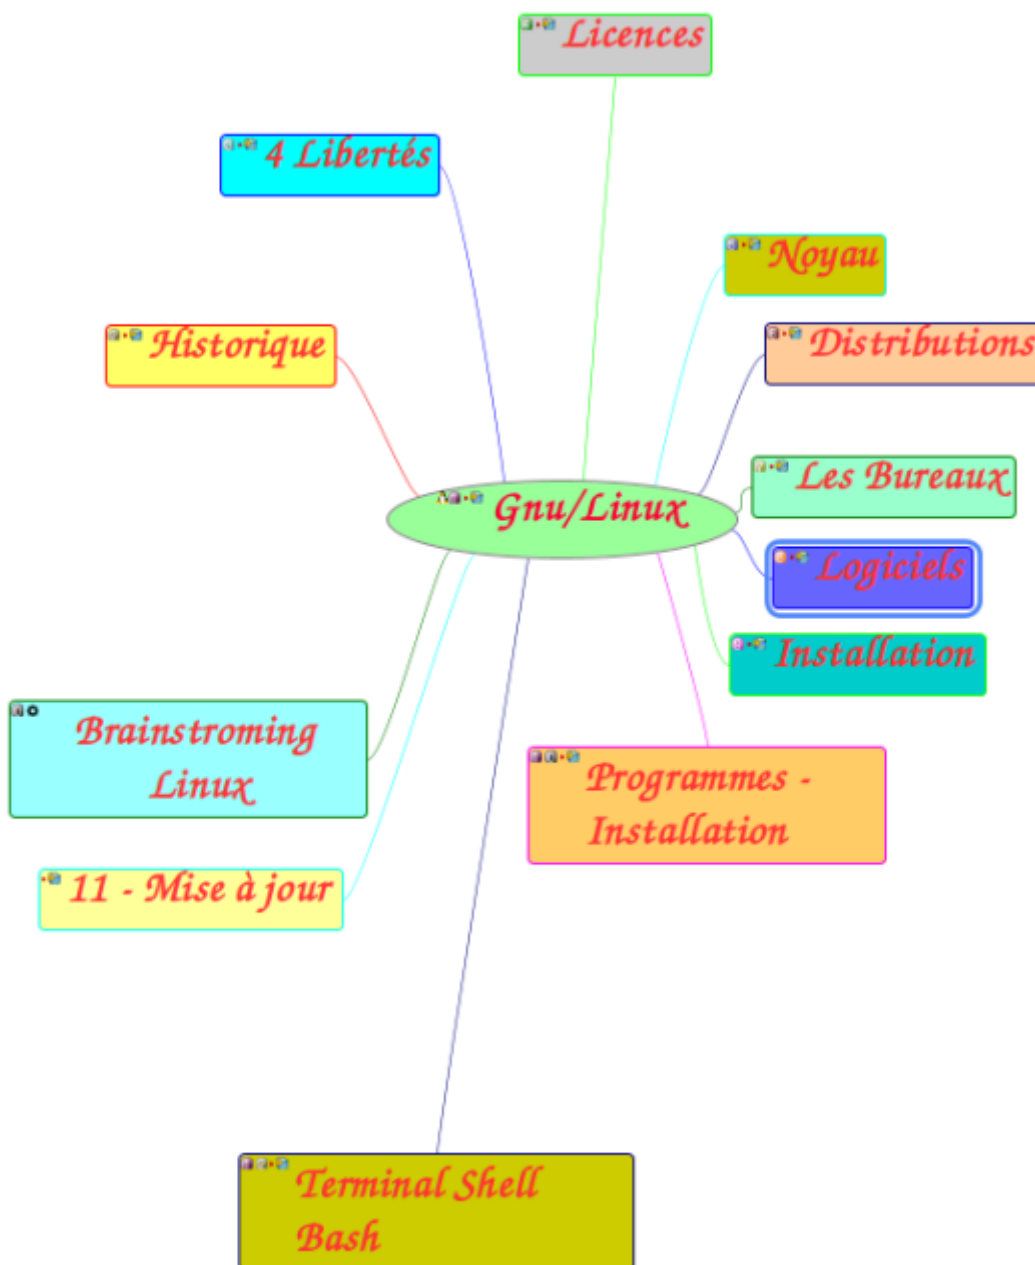 Licences
4 Libertés
Noyau
Historique
Distributions
Les Bureaux
Gnu/Linux
Logiciels
Installation
Brainstroming
Linux
Programmes -
Installation
11 - Mise à jour
Terminal Shell
Bash